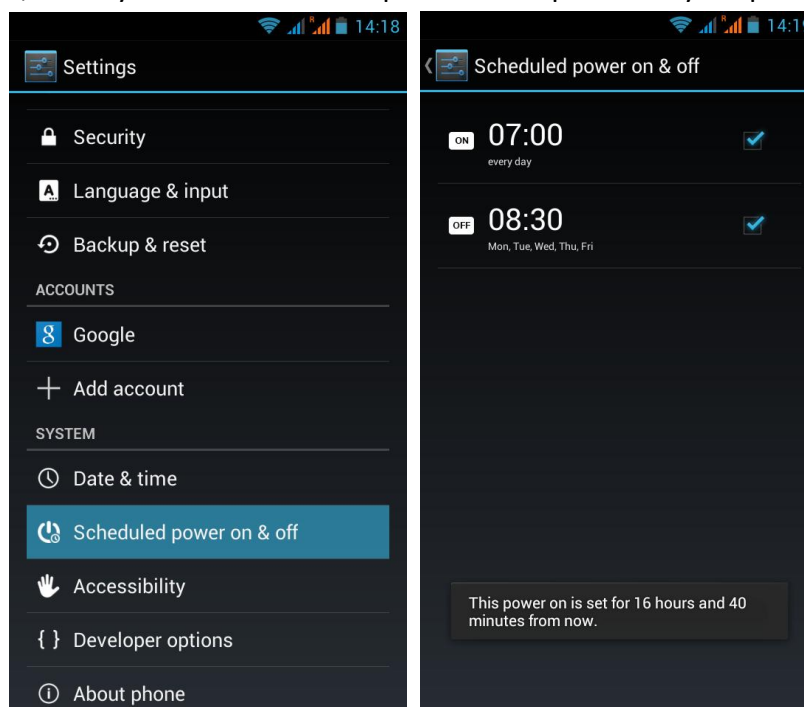 14:18
Settings
Security
Language & input
Backup & reset
ACCOUNTS
Google
Add account
SYSTEM
Date & time
Scheduled power on & off
Accessibility
Developer options
About phone
14:19
Scheduled power on & off
ON 07:00
every day
OFF 08:30
Mon, Tue, Wed, Thu, Fri
This power on is set for 16 hours and 40
minutes from now.